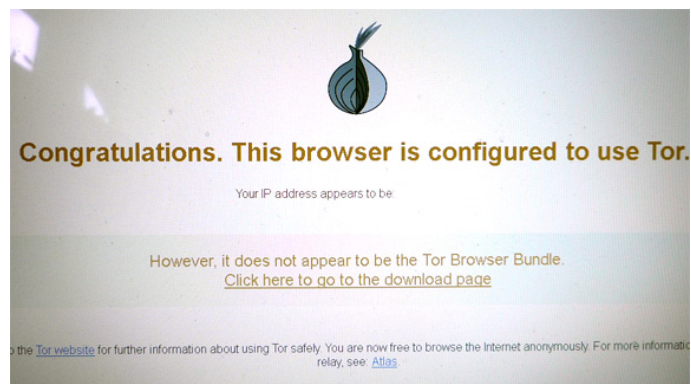 Congratulations. This browser is configured to use Tor.
Your IP address appears to be:
However, it does not appear to be the Tor Browser Bundle.
Click here to go to the download page
the Tor website for further information about using Tor safely. You are now free to browse the Internet anonymously. For more
relay, see: Atlas.